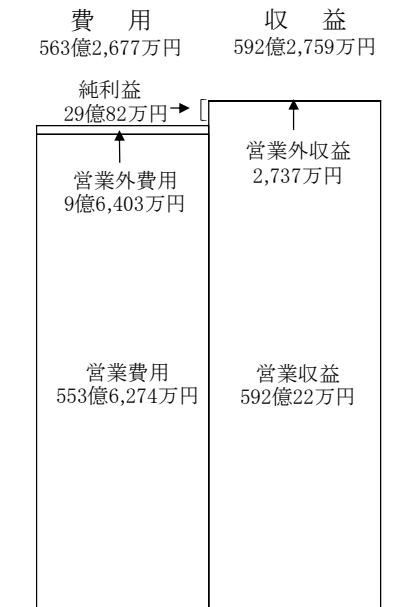 費　用
563億2,677万円
収　益
592億2,759万円
純利益
29億82万円
営業外費用
9億6,403万円
営業外収益
2,737万円
営業費用
553億6,274万円
営業収益
592億22万円